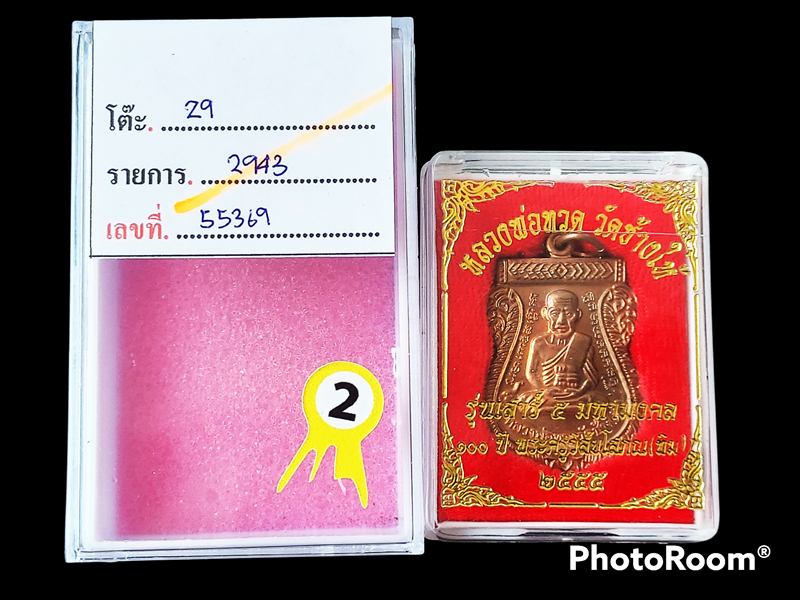 โต๊ะ. 29
รายการ. 2943
เลขที่. 55369
2
หลวงพ่อทวด วัดช้างให้
รุ่นเสาร์ ๕ มหามงคล
๑๐๐ ปี พระครูวิสัยโสภณ(ทิม)
๒๕๕๕
PhotoRoom®